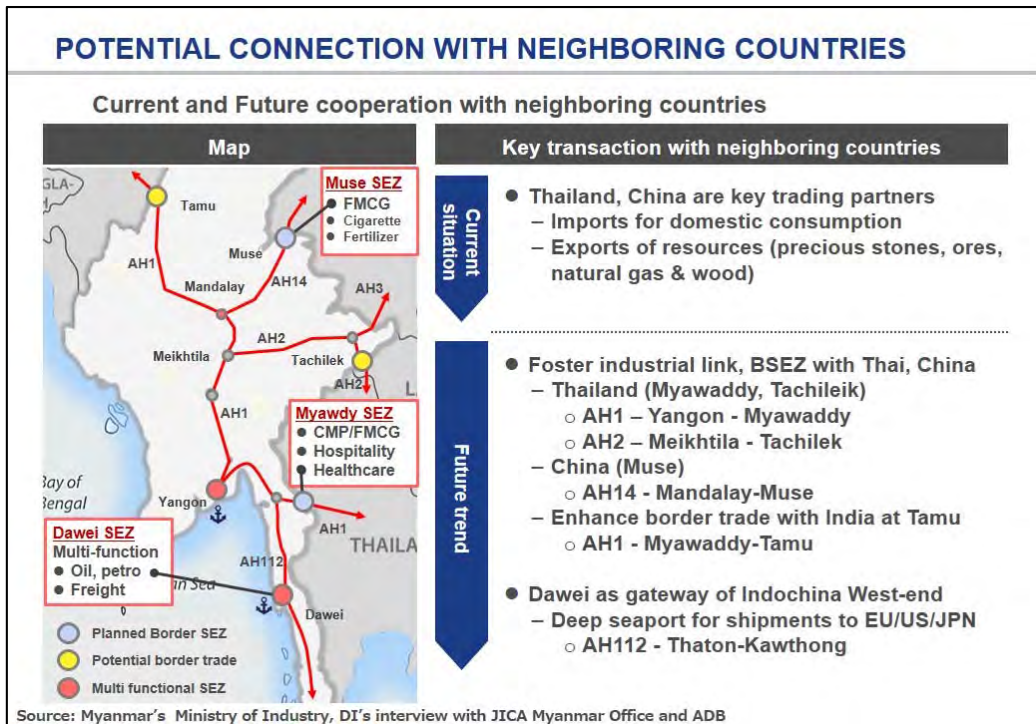 POTENTIAL CONNECTION WITH NEIGHBORING COUNTRIES
Current and Future cooperation with neighboring countries
Map
GLA-
H
Tamu
Muse SEZ
● FMCG
● Cigarette
● Fertilizer
Muse
AH1
AH14
Mandalay
AH3
AH2
Meikhtila
Tachilek
AH2
L
AH1
Myawdy SEZ
● CMP/FMCG
● Hospitality
● Healthcare
Bay of
Bengal
Yangon
AH1
THAILA
Dawei SEZ
Multi-function
● Oil, petro
● Freight
an Sea
AH112
Dawei
Planned Border SEZ
Potential border trade
Multi functional SEZ
Key transaction with neighboring countries
Current
situation
● Thailand, China are key trading partners
– Imports for domestic consumption
– Exports of resources (precious stones, ores,
natural gas & wood)
Future trend
● Foster industrial link, BSEZ with Thai, China
– Thailand (Myawaddy, Tachileik)
o AH1 – Yangon - Myawaddy
o AH2 – Meikhtila - Tachilek
– China (Muse)
o AH14 - Mandalay-Muse
– Enhance border trade with India at Tamu
o AH1 - Myawaddy-Tamu
● Dawei as gateway of Indochina West-end
– Deep seaport for shipments to EU/US/JPN
o AH112 - Thaton-Kawthong
Source: Myanmar's Ministry of Industry, DI's interview with JICA Myanmar Office and ADB